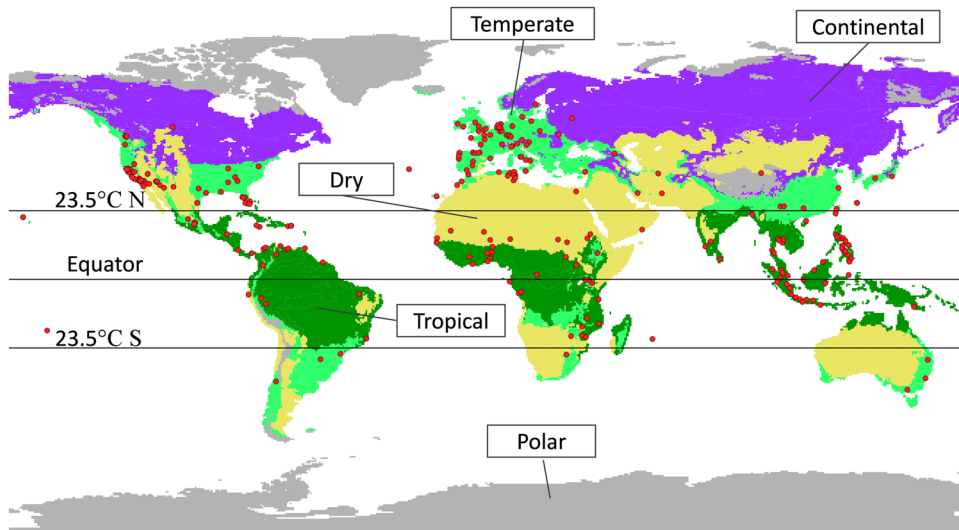 Temperate
Continental
Dry
23.5°C N
Equator
Tropical
23.5°C S
Polar